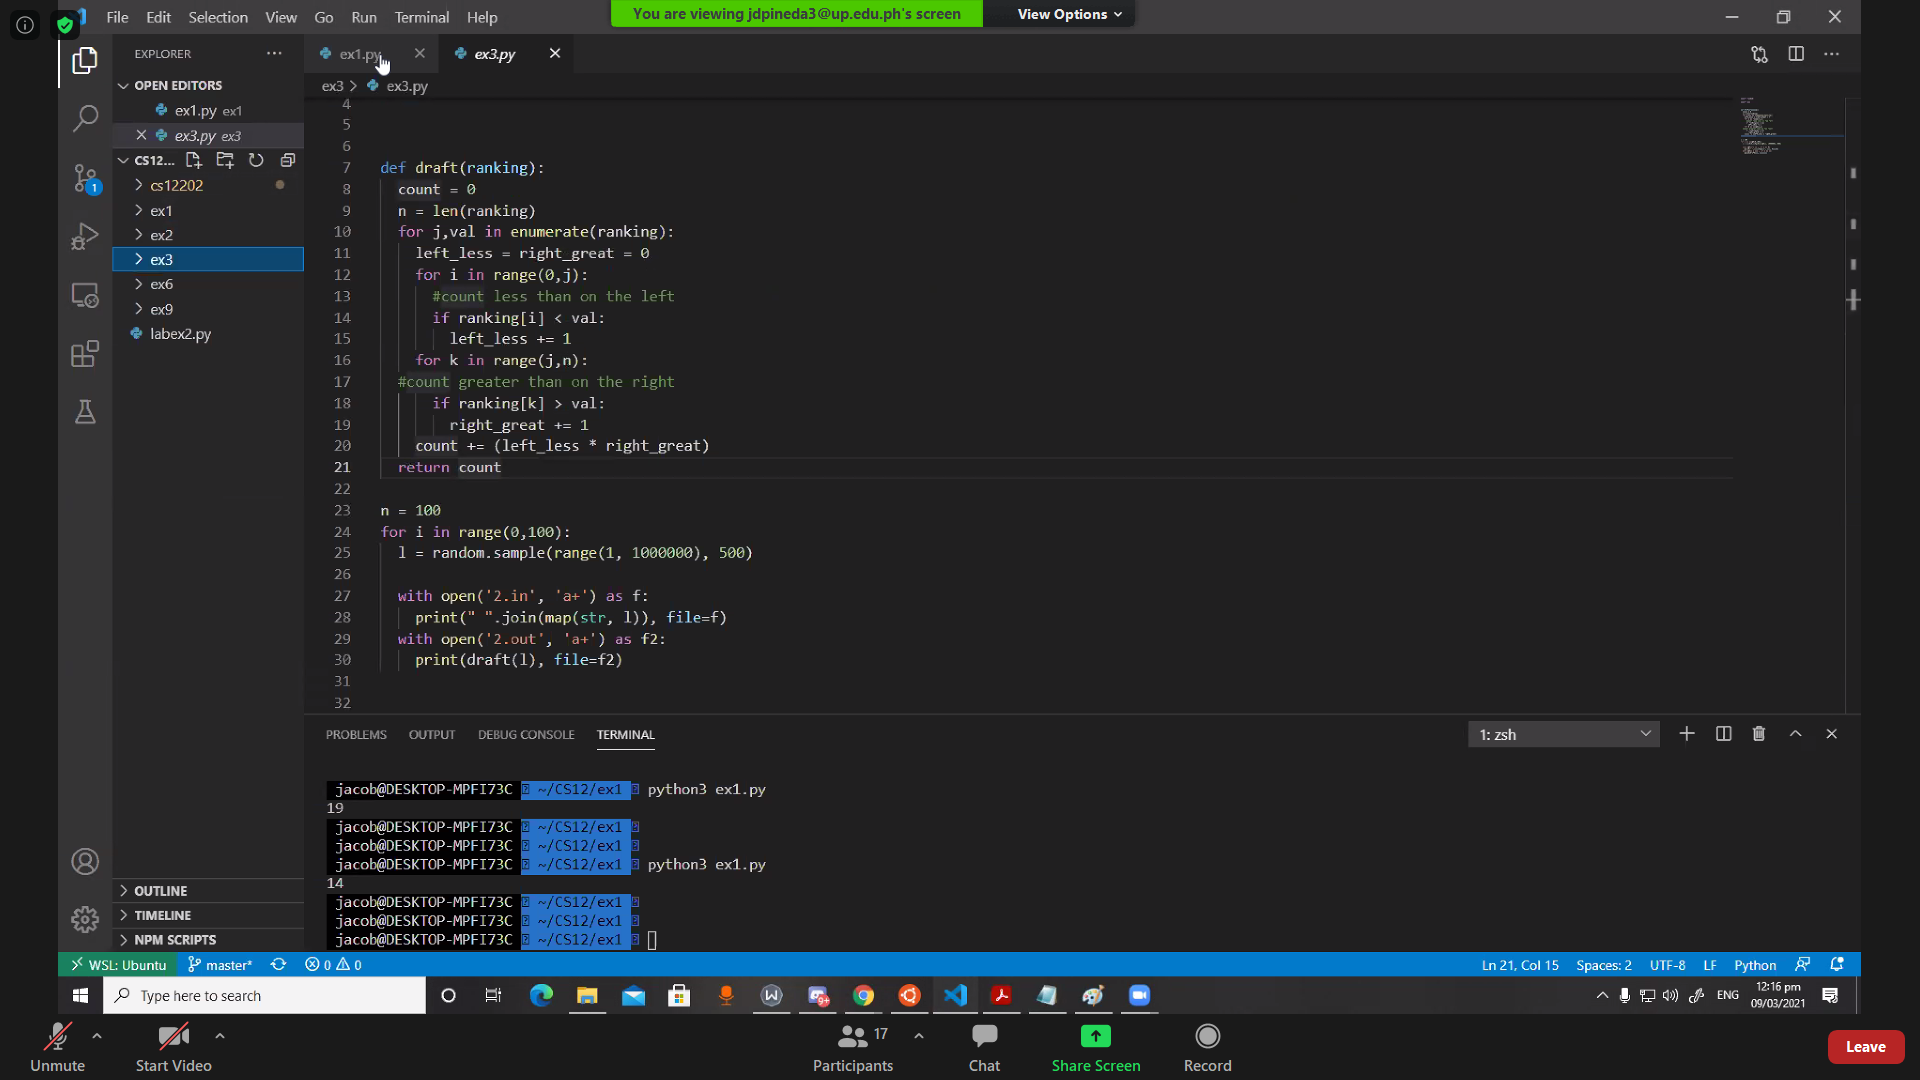 File Edit Selection View Go Run Terminal Help
You are viewing jdpineda3@up.edu.ph's screen
View Options
EXPLORER
ex1.py
ex3.py
OPEN EDITORS
ex1.py ex1
ex3.py ex3
CS12...
cs12202
ex1
ex2
ex3
ex6
ex9
labex2.py
OUTLINE
TIMELINE
NPM SCRIPTS
1
ex3 > ex3.py
4
5
6
7 def draft(ranking):
8 count = 0
9 n = len(ranking)
10 for j,val in enumerate(ranking):
11 left_less = right_great = 0
12 for i in range(0,j):
13 #count less than on the left
14 if ranking[i] < val:
15 left_less += 1
16 for k in range(j,n):
17 #count greater than on the right
18 if ranking[k] > val:
19 right_great += 1
20 count += (left_less * right_great)
21 return count
22
23 n = 100
24 for i in range(0,100):
25 l = random.sample(range(1, 1000000), 500)
26
27 with open('2.in', 'a+') as f:
28 print(" ".join(map(str, l)), file=f)
29 with open('2.out', 'a+') as f2:
30 print(draft(l), file=f2)
31
32
PROBLEMS OUTPUT DEBUG CONSOLE TERMINAL
1: zsh
jacob@DESKTOP-MPFI73C ~/CS12/ex1 python3 ex1.py
19
jacob@DESKTOP-MPFI73C ~/CS12/ex1
jacob@DESKTOP-MPFI73C ~/CS12/ex1
jacob@DESKTOP-MPFI73C ~/CS12/ex1 python3 ex1.py
14
jacob@DESKTOP-MPFI73C ~/CS12/ex1
jacob@DESKTOP-MPFI73C ~/CS12/ex1
jacob@DESKTOP-MPFI73C ~/CS12/ex1
WSL: Ubuntu master* 0 0
Ln 21, Col 15 Spaces: 2 UTF-8 LF Python
Type here to search
9+
ENG
12:16 pm
09/03/2021
Unmute
Start Video
17
Participants
Chat
Share Screen
Record
Leave